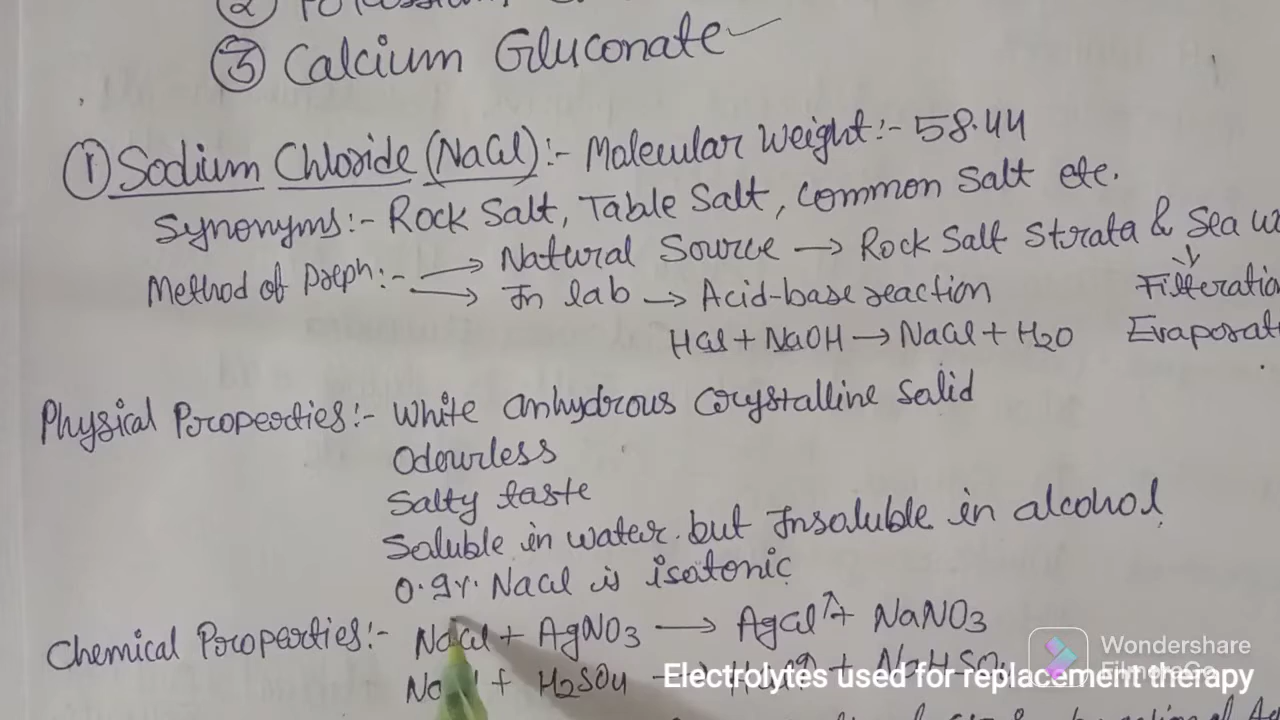 ②
③ Calcium Gluconate
① Sodium Chloride (NaCl) :- Molecular Weight :- 58.44
Synonyms :- Rock Salt, Table Salt, Common Salt etc.
Method of Preph :- → Natural Source → Rock Salt Strata & Sea
→ In lab → Acid-base reaction
HCl + NaOH → NaCl + H2O
Physical Properties :- White anhydrous crystalline solid
Odourless
Salty taste
Soluble in water but Insoluble in alcohol
0.9% NaCl is isotonic
Chemical Properties :- NaCl + AgNO3 → AgCl↑ + NaNO3
+ H2SO4 →
Electrolytes used for replacement therapy
Wondershare
FilmoraGo